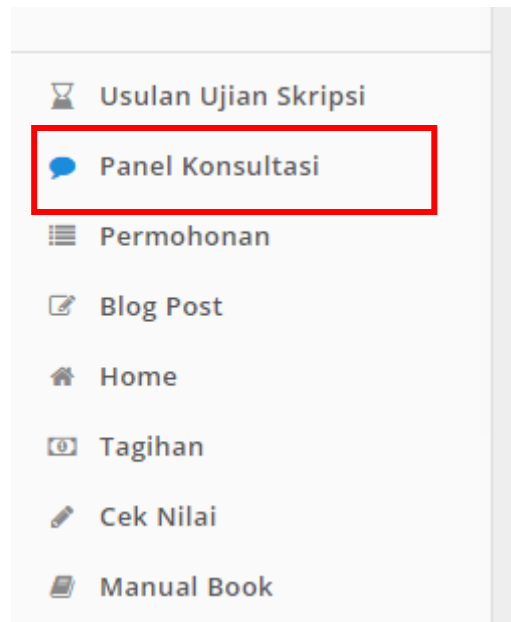 Usulan Ujian Skripsi
Panel Konsultasi
Permohonan
Blog Post
Home
Tagihan
Cek Nilai
Manual Book